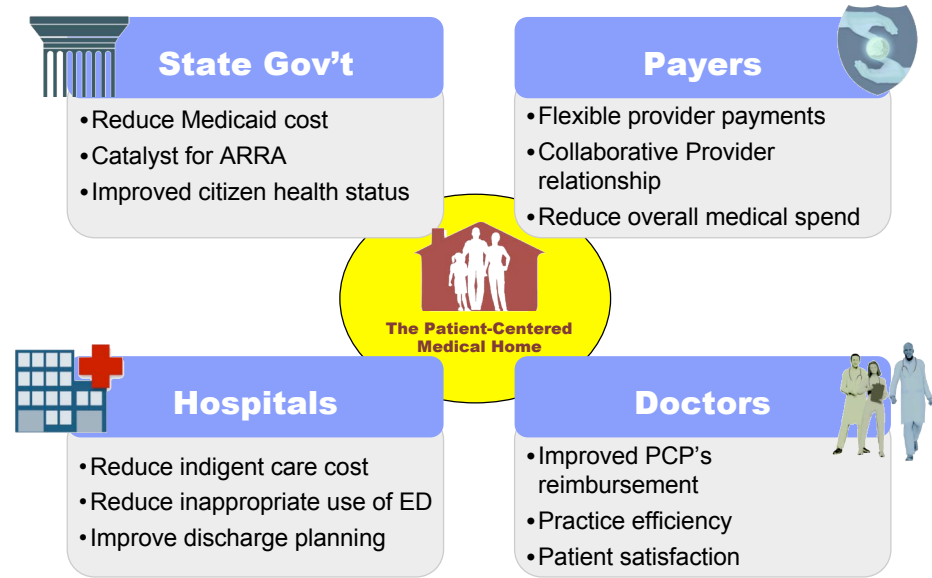 State Gov’t
•Reduce Medicaid cost
•Catalyst for ARRA
•Improved citizen health status
Payers
•Flexible provider payments
•Collaborative Provider
relationship
•Reduce overall medical spend
The Patient-Centered
Medical Home
Hospitals
•Reduce indigent care cost
•Reduce inappropriate use of ED
•Improve discharge planning
Doctors
•Improved PCP’s
reimbursement
•Practice efficiency
•Patient satisfaction